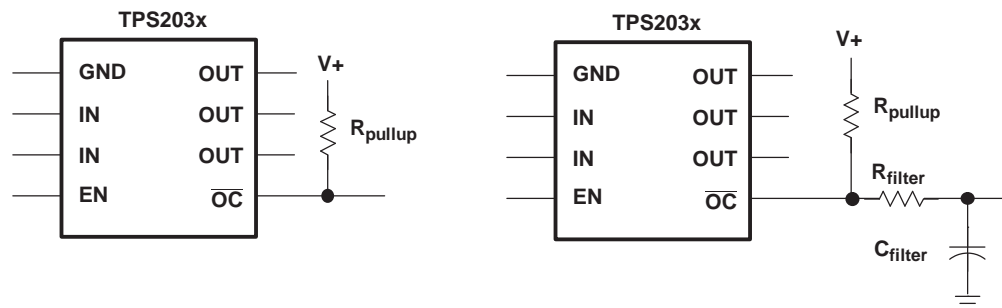 TPS203x
GND OUT
IN OUT
IN OUT
EN OC
V+
Rpullup
TPS203x
GND OUT
IN OUT
IN OUT
EN OC
V+
Rpullup
Rfilter
Cfilter